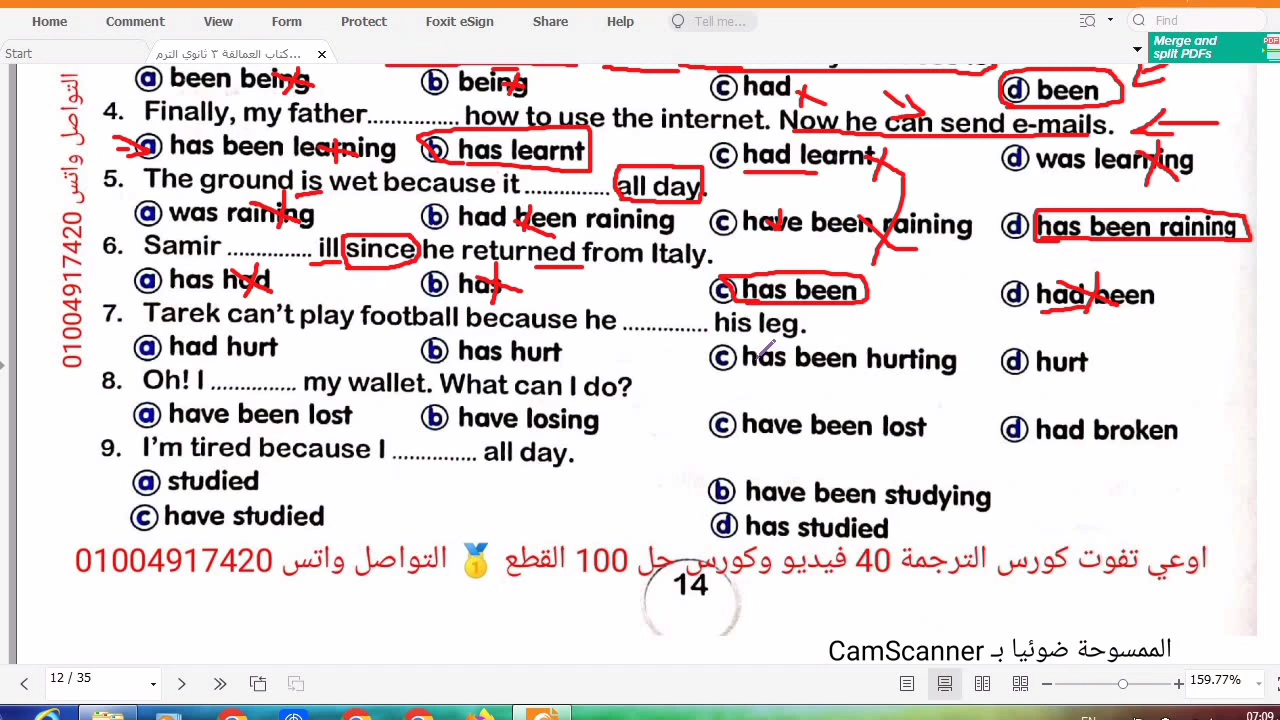 Home Comment View Form Protect Foxit eSign Share Help Tell me... Find
Start كتاب العمالقة ٣ ثانوي الترم... × Merge and split PDFs
ⓐ been being ⓑ being ⓒ had ⓓ been
4. Finally, my father.............. how to use the internet. Now he can send e-mails.
ⓐ has been learning ⓑ has learnt ⓒ had learnt ⓓ was learning
5. The ground is wet because it .............. all day.
ⓐ was raining ⓑ had been raining ⓒ have been raining ⓓ has been raining
6. Samir .............. ill since he returned from Italy.
ⓐ has had ⓑ has ⓒ has been ⓓ had been
7. Tarek can't play football because he .............. his leg.
ⓐ had hurt ⓑ has hurt ⓒ has been hurting ⓓ hurt
8. Oh! I .............. my wallet. What can I do?
ⓐ have been lost ⓑ have losing ⓒ have been lost ⓓ had broken
9. I'm tired because I .............. all day.
ⓐ studied ⓑ have been studying
ⓒ have studied ⓓ has studied
اوعي تفوت كورس الترجمة 40 فيديو وكورس حل 100 القطع 🥇 التواصل واتس 01004917420
14
الممسوحة ضوئيا بـ CamScanner
التواصل واتس 01004917420
12 / 35 159.77%
EN 07:09